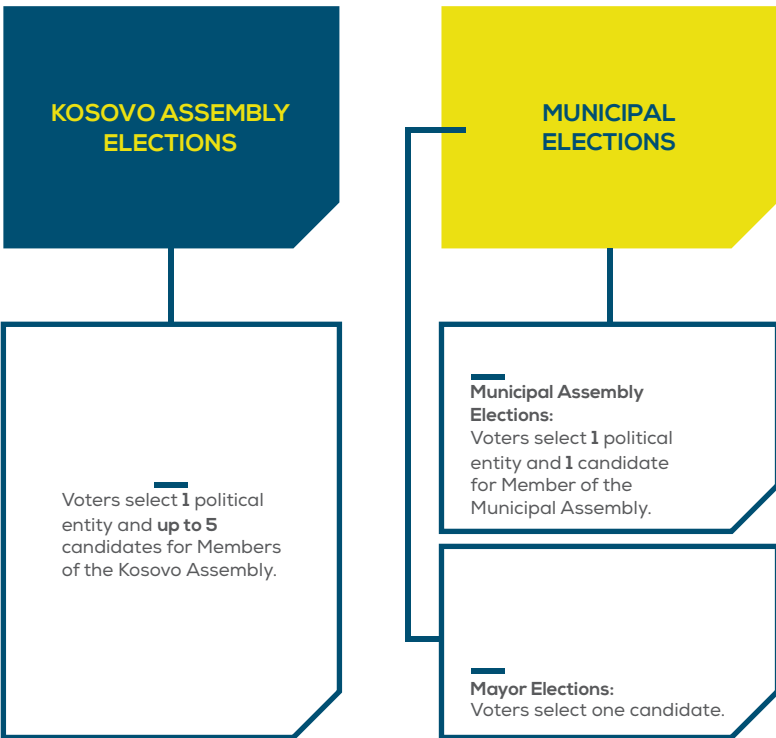 KOSOVO ASSEMBLY
ELECTIONS
Voters select 1 political
entity and up to 5
candidates for Members
of the Kosovo Assembly.
MUNICIPAL
ELECTIONS
Municipal Assembly
Elections:
Voters select 1 political
entity and 1 candidate
for Member of the
Municipal Assembly.
Mayor Elections:
Voters select one candidate.